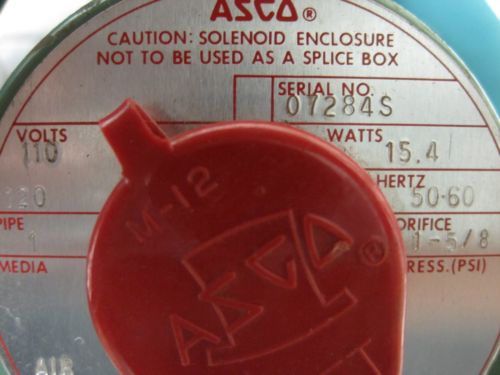 ASCO®
CAUTION: SOLENOID ENCLOSURE
NOT TO BE USED AS A SPLICE BOX
SERIAL NO.
07284S
VOLTS WATTS
110 15.4
HERTZ
120 50-60
PIPE ORIFICE
1 1-5/8
MEDIA RESS.(PSI)
AIR
M-12
ASCO®